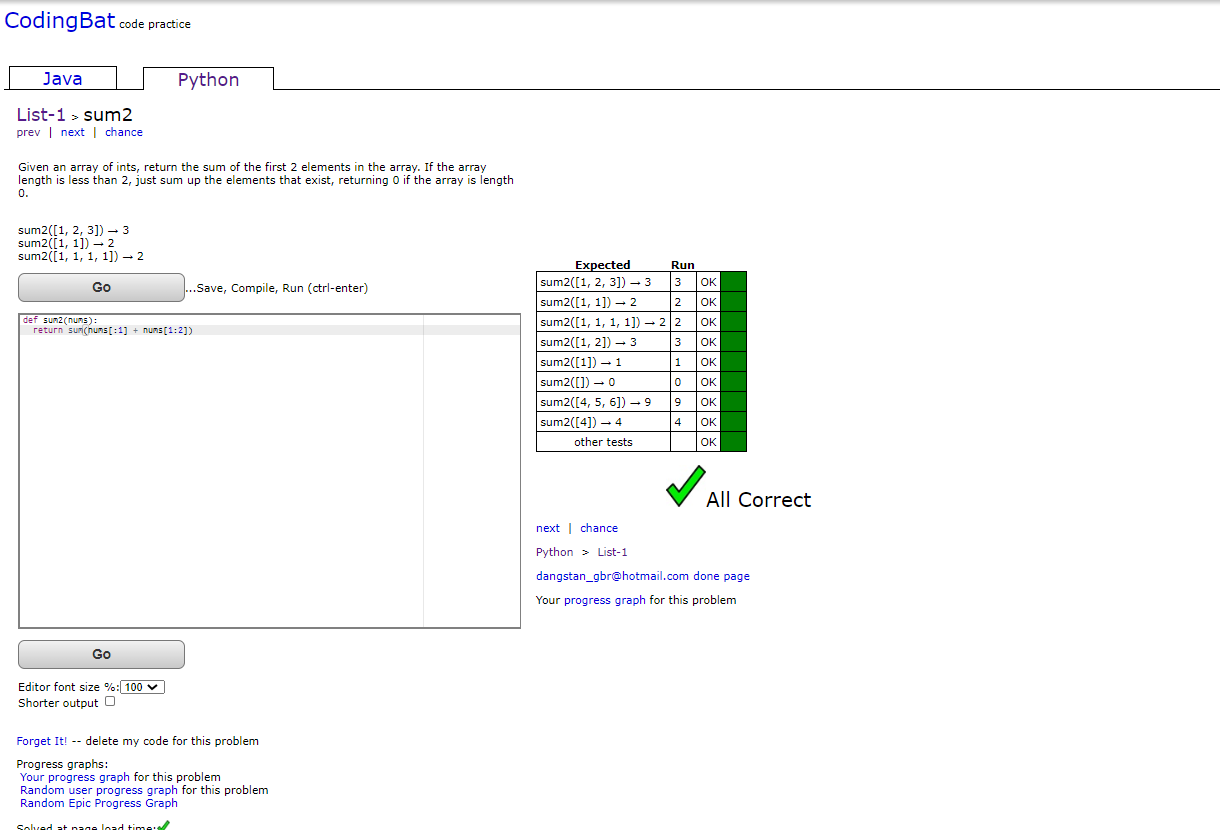 CodingBat code practice
Java
Python
List-1 > sum2
prev | next | chance
Given an array of ints, return the sum of the first 2 elements in the array. If the array
length is less than 2, just sum up the elements that exist, returning 0 if the array is length
0.
sum2([1, 2, 3]) → 3
sum2([1, 1]) → 2
sum2([1, 1, 1, 1]) → 2
Go ...Save, Compile, Run (ctrl-enter)
def sum2(nums):
  return sum(nums[:1] + nums[1:2])
Go
Editor font size %: 100
Shorter output
Forget It! -- delete my code for this problem
Progress graphs:
Your progress graph for this problem
Random user progress graph for this problem
Random Epic Progress Graph
Solved at page load time:
Expected Run
sum2([1, 2, 3]) → 3 3 OK
sum2([1, 1]) → 2 2 OK
sum2([1, 1, 1, 1]) → 2 2 OK
sum2([1, 2]) → 3 3 OK
sum2([1]) → 1 1 OK
sum2([]) → 0 0 OK
sum2([4, 5, 6]) → 9 9 OK
sum2([4]) → 4 4 OK
other tests OK
All Correct
next | chance
Python > List-1
dangstan_gbr@hotmail.com done page
Your progress graph for this problem